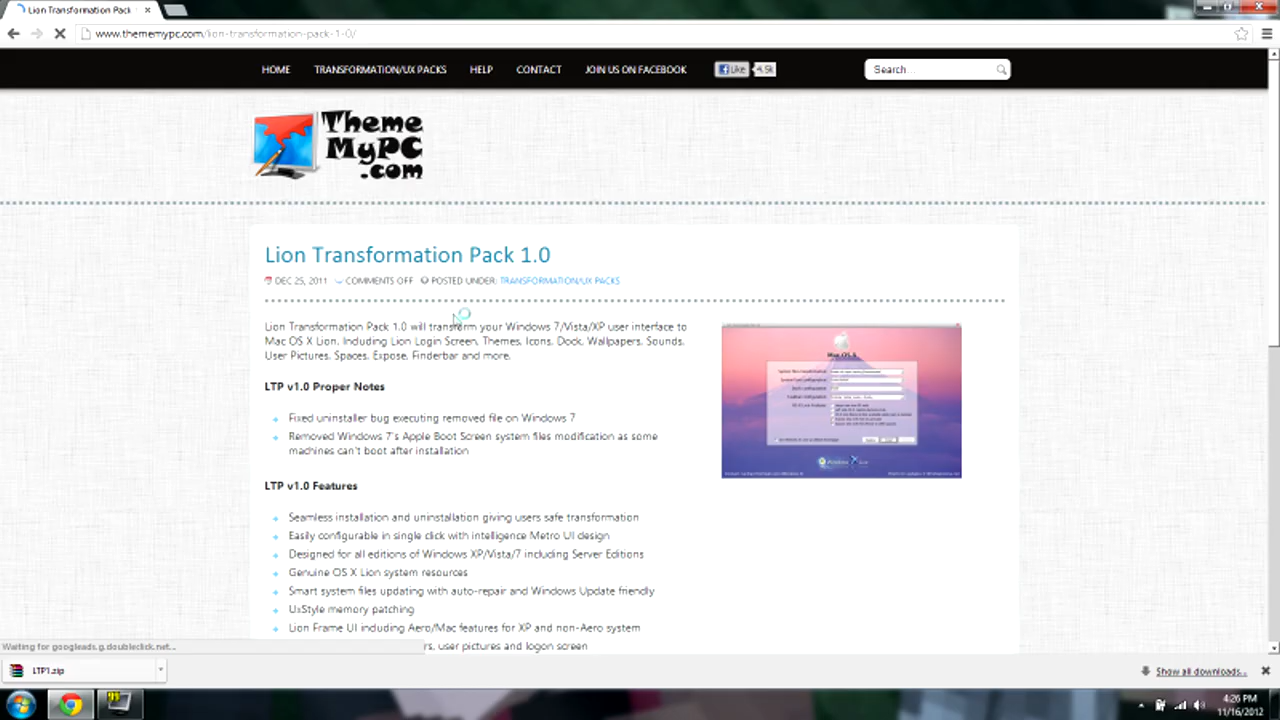 Lion Transformation Pack
www.thememypc.com/lion-transformation-pack-1-0/
HOME TRANSFORMATION/UX PACKS HELP CONTACT JOIN US ON FACEBOOK Like 4.5k Search...
Theme
MyPC
.com
Lion Transformation Pack 1.0
DEC 25, 2011 COMMENTS OFF POSTED UNDER: TRANSFORMATION/UX PACKS
Lion Transformation Pack 1.0 will transform your Windows 7/Vista/XP user interface to
Mac OS X Lion. Including Lion Login Screen, Themes, Icons, Dock, Wallpapers, Sounds,
User Pictures, Spaces, Expose, Finderbar and more.
Mac OS X
LTP v1.0 Proper Notes
Fixed uninstaller bug executing removed file on Windows 7
Removed Windows 7's Apple Boot Screen system files modification as some
machines can't boot after installation
LTP v1.0 Features
Seamless installation and uninstallation giving users safe transformation
Easily configurable in single click with intelligence Metro UI design
Designed for all editions of Windows XP/Vista/7 including Server Editions
Genuine OS X Lion system resources
Smart system files updating with auto-repair and Windows Update friendly
UxStyle memory patching
Lion Frame UI including Aero/Mac features for XP and non-Aero system
rs, user pictures and logon screen
Waiting for googleads.g.doubleclick.net...
LTP1.zip
Show all downloads...
4:26 PM
11/16/2012